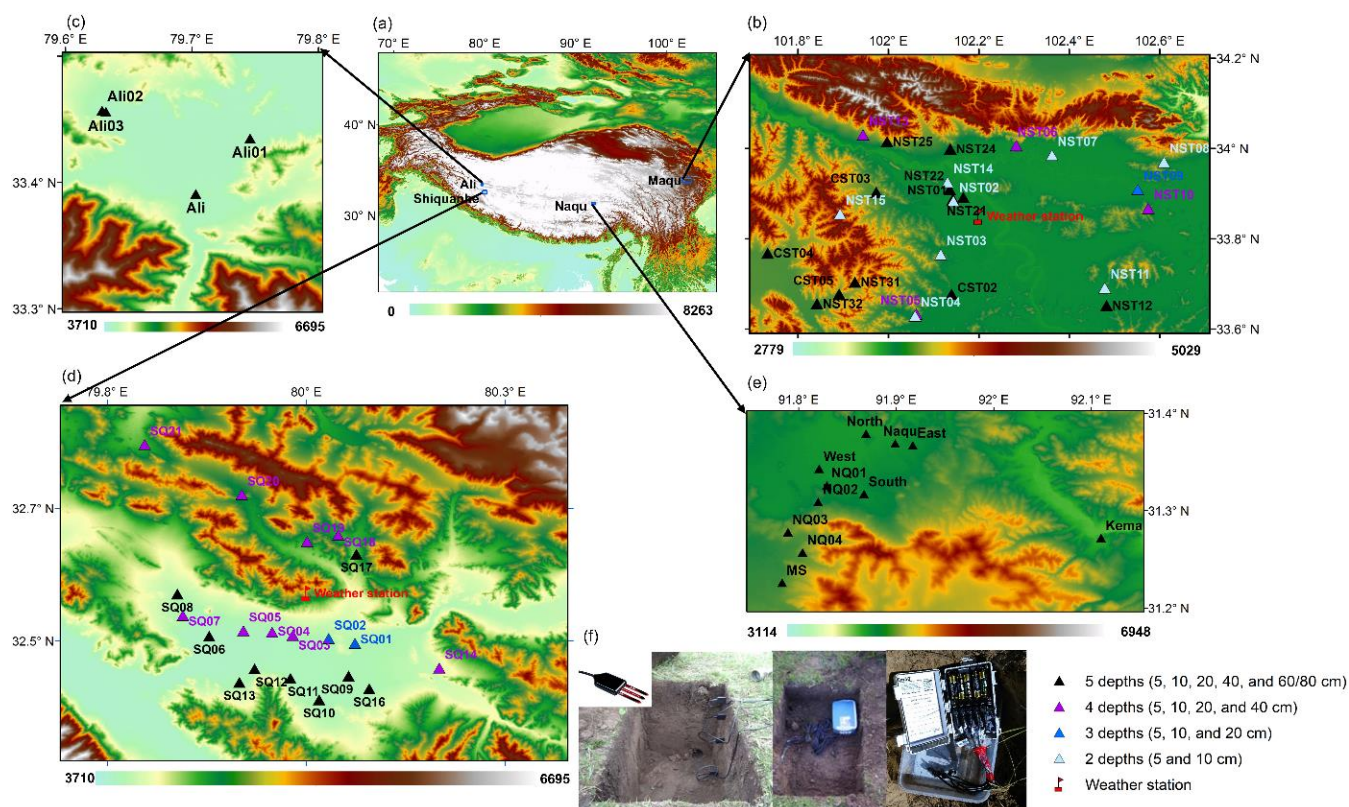 (c)
79.6° E
79.7° E
79.8° E
Ali02
Ali03
Ali01
Ali
33.4° N
33.3° N
3710
6695
(a)
70° E
80° E
90° E
100° E
40° N
30° N
Ali
Shiquanhe
Naqu
Maqu
0
8263
(b)
101.8° E
102° E
102.2° E
102.4° E
102.6° E
34.2° N
34° N
33.8° N
33.6° N
NST13
NST25
NST24
NST06
NST07
NST08
NST14
NST22
NST09
CST03
NST01
NST02
NST10
NST15
NST21
Weather station
NST03
CST04
NST11
CST05
NST31
CST02
NST32
NST05
NST04
NST12
2779
5029
(d)
79.8° E
80° E
80.3° E
32.7° N
32.5° N
SQ21
SQ20
SQ19
SQ18
SQ17
Weather station
SQ08
SQ07
SQ05
SQ02
SQ04
SQ01
SQ06
SQ03
SQ14
SQ12
SQ09
SQ13
SQ11
SQ16
SQ10
3710
6695
(e)
91.8° E
91.9° E
92° E
92.1° E
31.4° N
31.3° N
31.2° N
North
Naqu
East
West
NQ01
NQ02
South
NQ03
Kema
NQ04
MS
3114
6948
(f)
5 depths (5, 10, 20, 40, and 60/80 cm)
4 depths (5, 10, 20, and 40 cm)
3 depths (5, 10, and 20 cm)
2 depths (5 and 10 cm)
Weather station